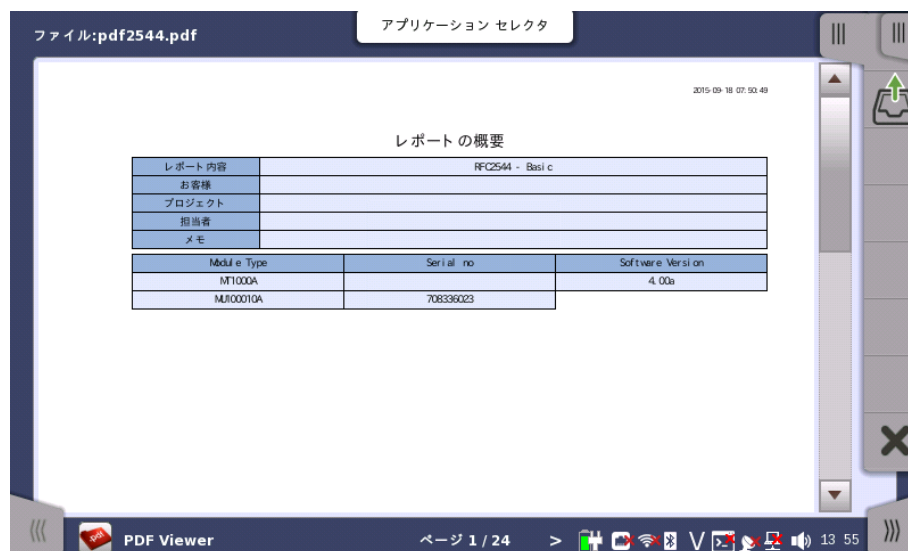 ファイル:pdf2544.pdf
アプリケーション セレクタ
2015-09-18 07:50:49
レポートの概要
レポート内容 RFC2544 - Basic
お客様
プロジェクト
担当者
メモ
Module Type Serial no Software Version
MT1000A 4.00a
MU100010A 708336023
PDF Viewer ページ 1 / 24 > 13 55